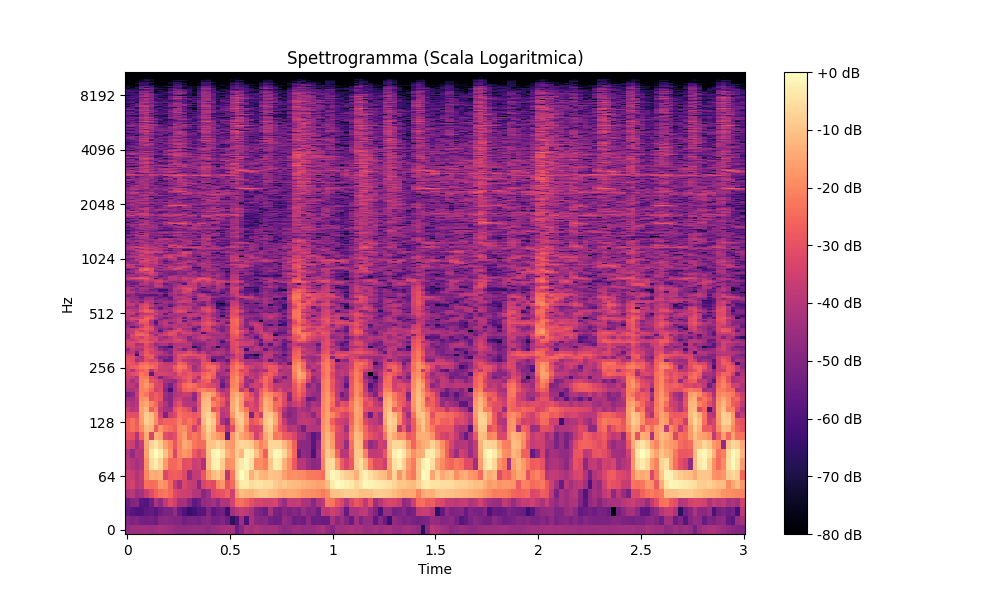 Spettrogramma (Scala Logaritmica)
Hz
8192
4096
2048
1024
512
256
128
64
0
0
0.5
1
1.5
2
2.5
3
Time
+0 dB
-10 dB
-20 dB
-30 dB
-40 dB
-50 dB
-60 dB
-70 dB
-80 dB